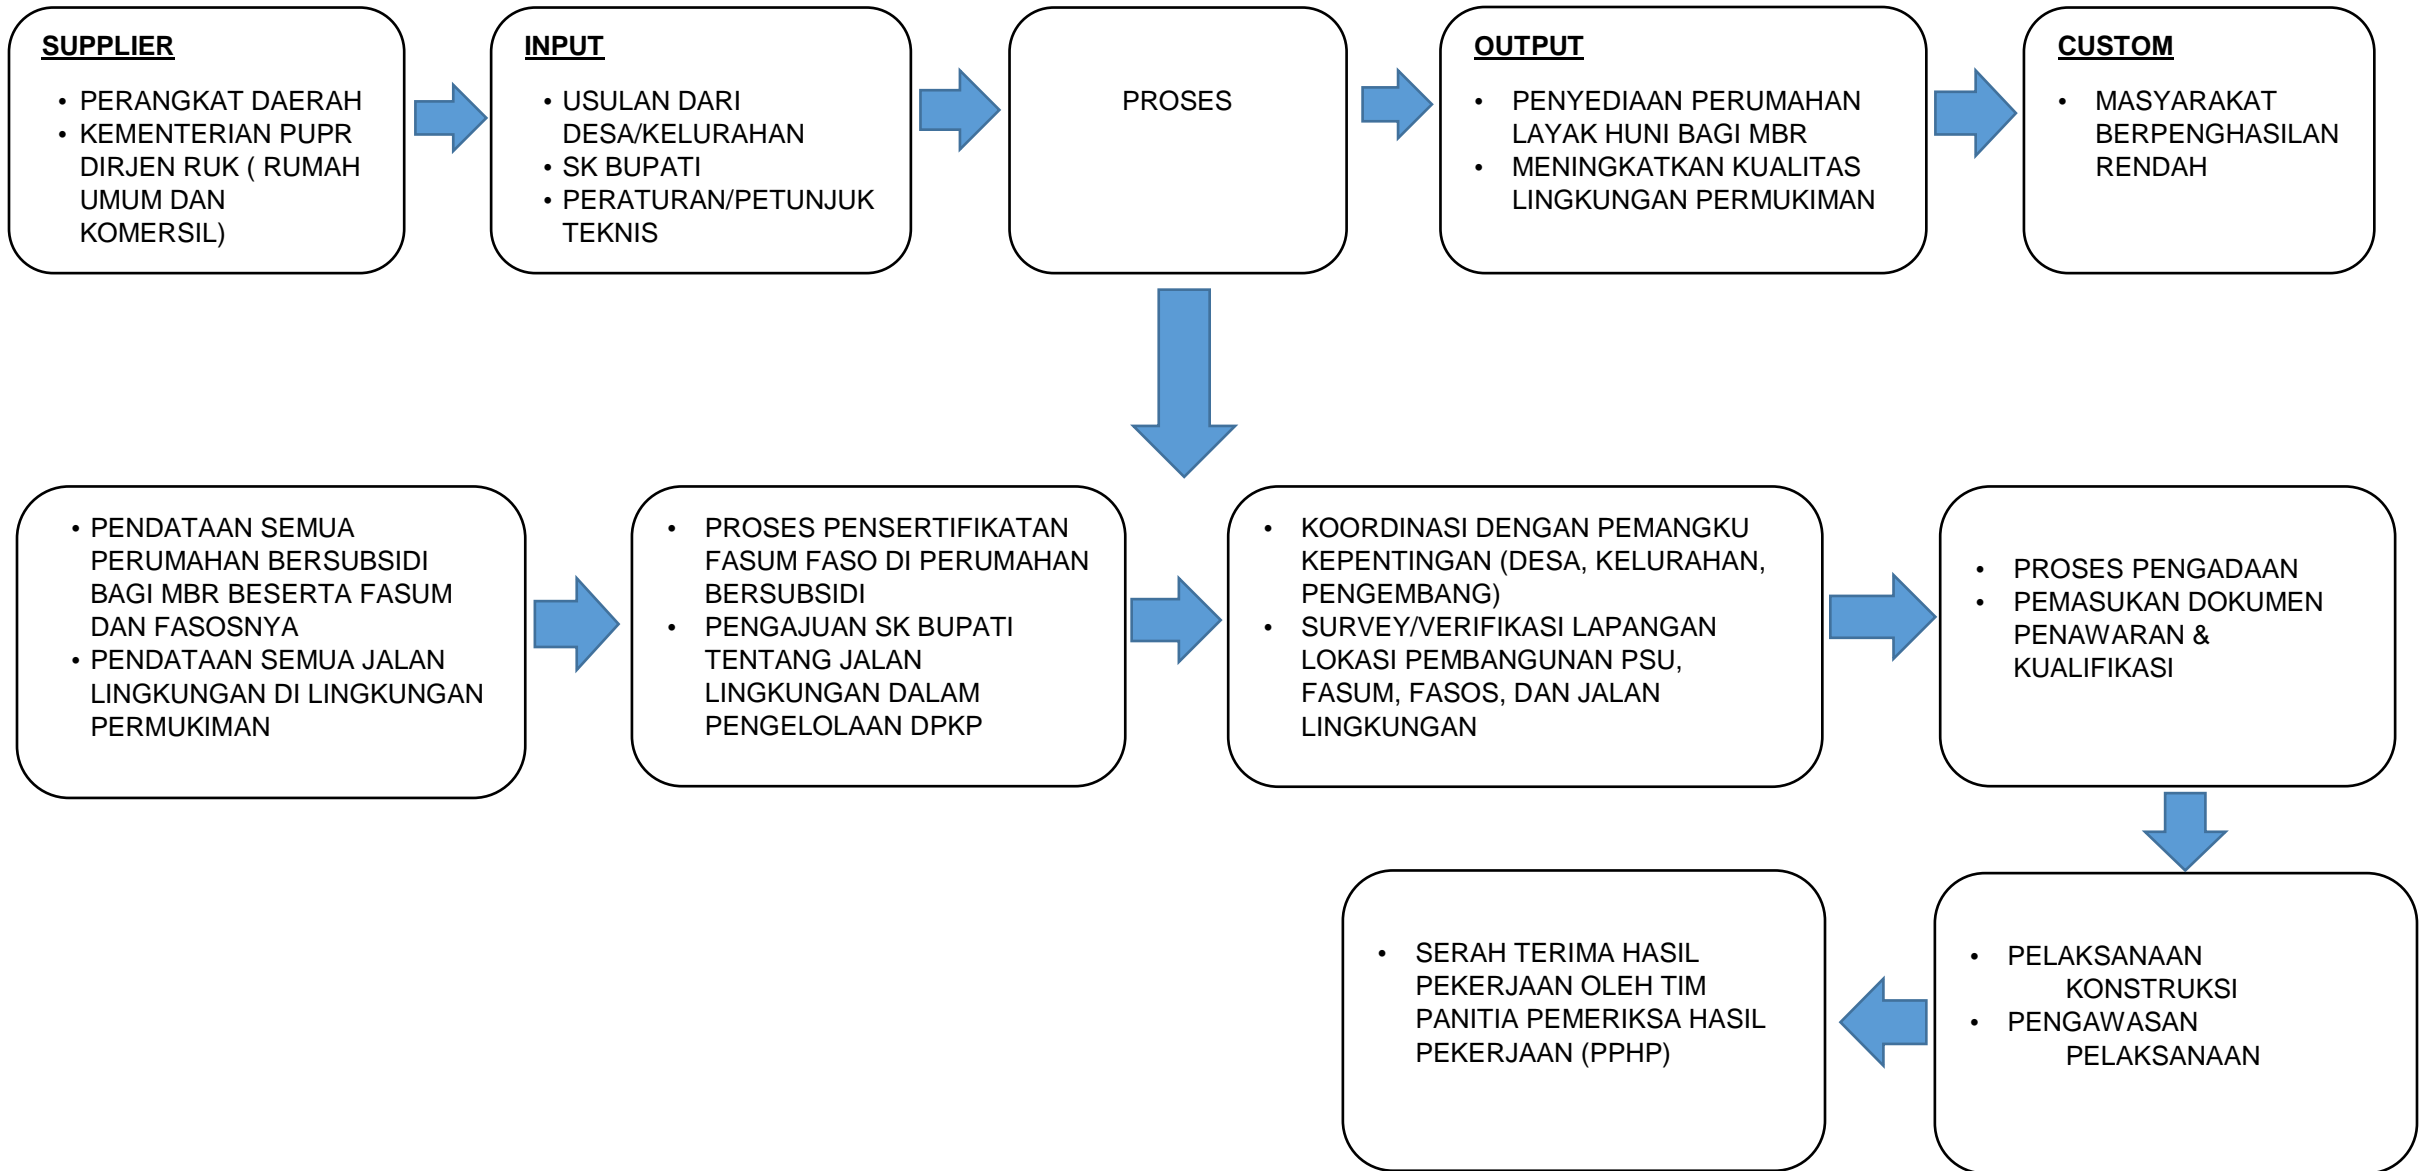 SUPPLIER
• PERANGKAT DAERAH
• KEMENTERIAN PUPR
DIRJEN RUK ( RUMAH
UMUM DAN
KOMERSIL)
INPUT
• USULAN DARI
DESA/KELURAHAN
• SK BUPATI
• PERATURAN/PETUNJUK
TEKNIS
PROSES
OUTPUT
• PENYEDIAAN PERUMAHAN
LAYAK HUNI BAGI MBR
• MENINGKATKAN KUALITAS
LINGKUNGAN PERMUKIMAN
CUSTOM
• MASYARAKAT
BERPENGHASILAN
RENDAH
• PENDATAAN SEMUA
PERUMAHAN BERSUBSIDI
BAGI MBR BESERTA FASUM
DAN FASOSNYA
• PENDATAAN SEMUA JALAN
LINGKUNGAN DI LINGKUNGAN
PERMUKIMAN
• PROSES PENSERTIFIKATAN
FASUM FASO DI PERUMAHAN
BERSUBSIDI
• PENGAJUAN SK BUPATI
TENTANG JALAN
LINGKUNGAN DALAM
PENGELOLAAN DPKP
• KOORDINASI DENGAN PEMANGKU
KEPENTINGAN (DESA, KELURAHAN,
PENGEMBANG)
• SURVEY/VERIFIKASI LAPANGAN
LOKASI PEMBANGUNAN PSU,
FASUM, FASOS, DAN JALAN
LINGKUNGAN
• PROSES PENGADAAN
• PEMASUKAN DOKUMEN
PENAWARAN &
KUALIFIKASI
• PELAKSANAAN
KONSTRUKSI
• PENGAWASAN
PELAKSANAAN
• SERAH TERIMA HASIL
PEKERJAAN OLEH TIM
PANITIA PEMERIKSA HASIL
PEKERJAAN (PPHP)